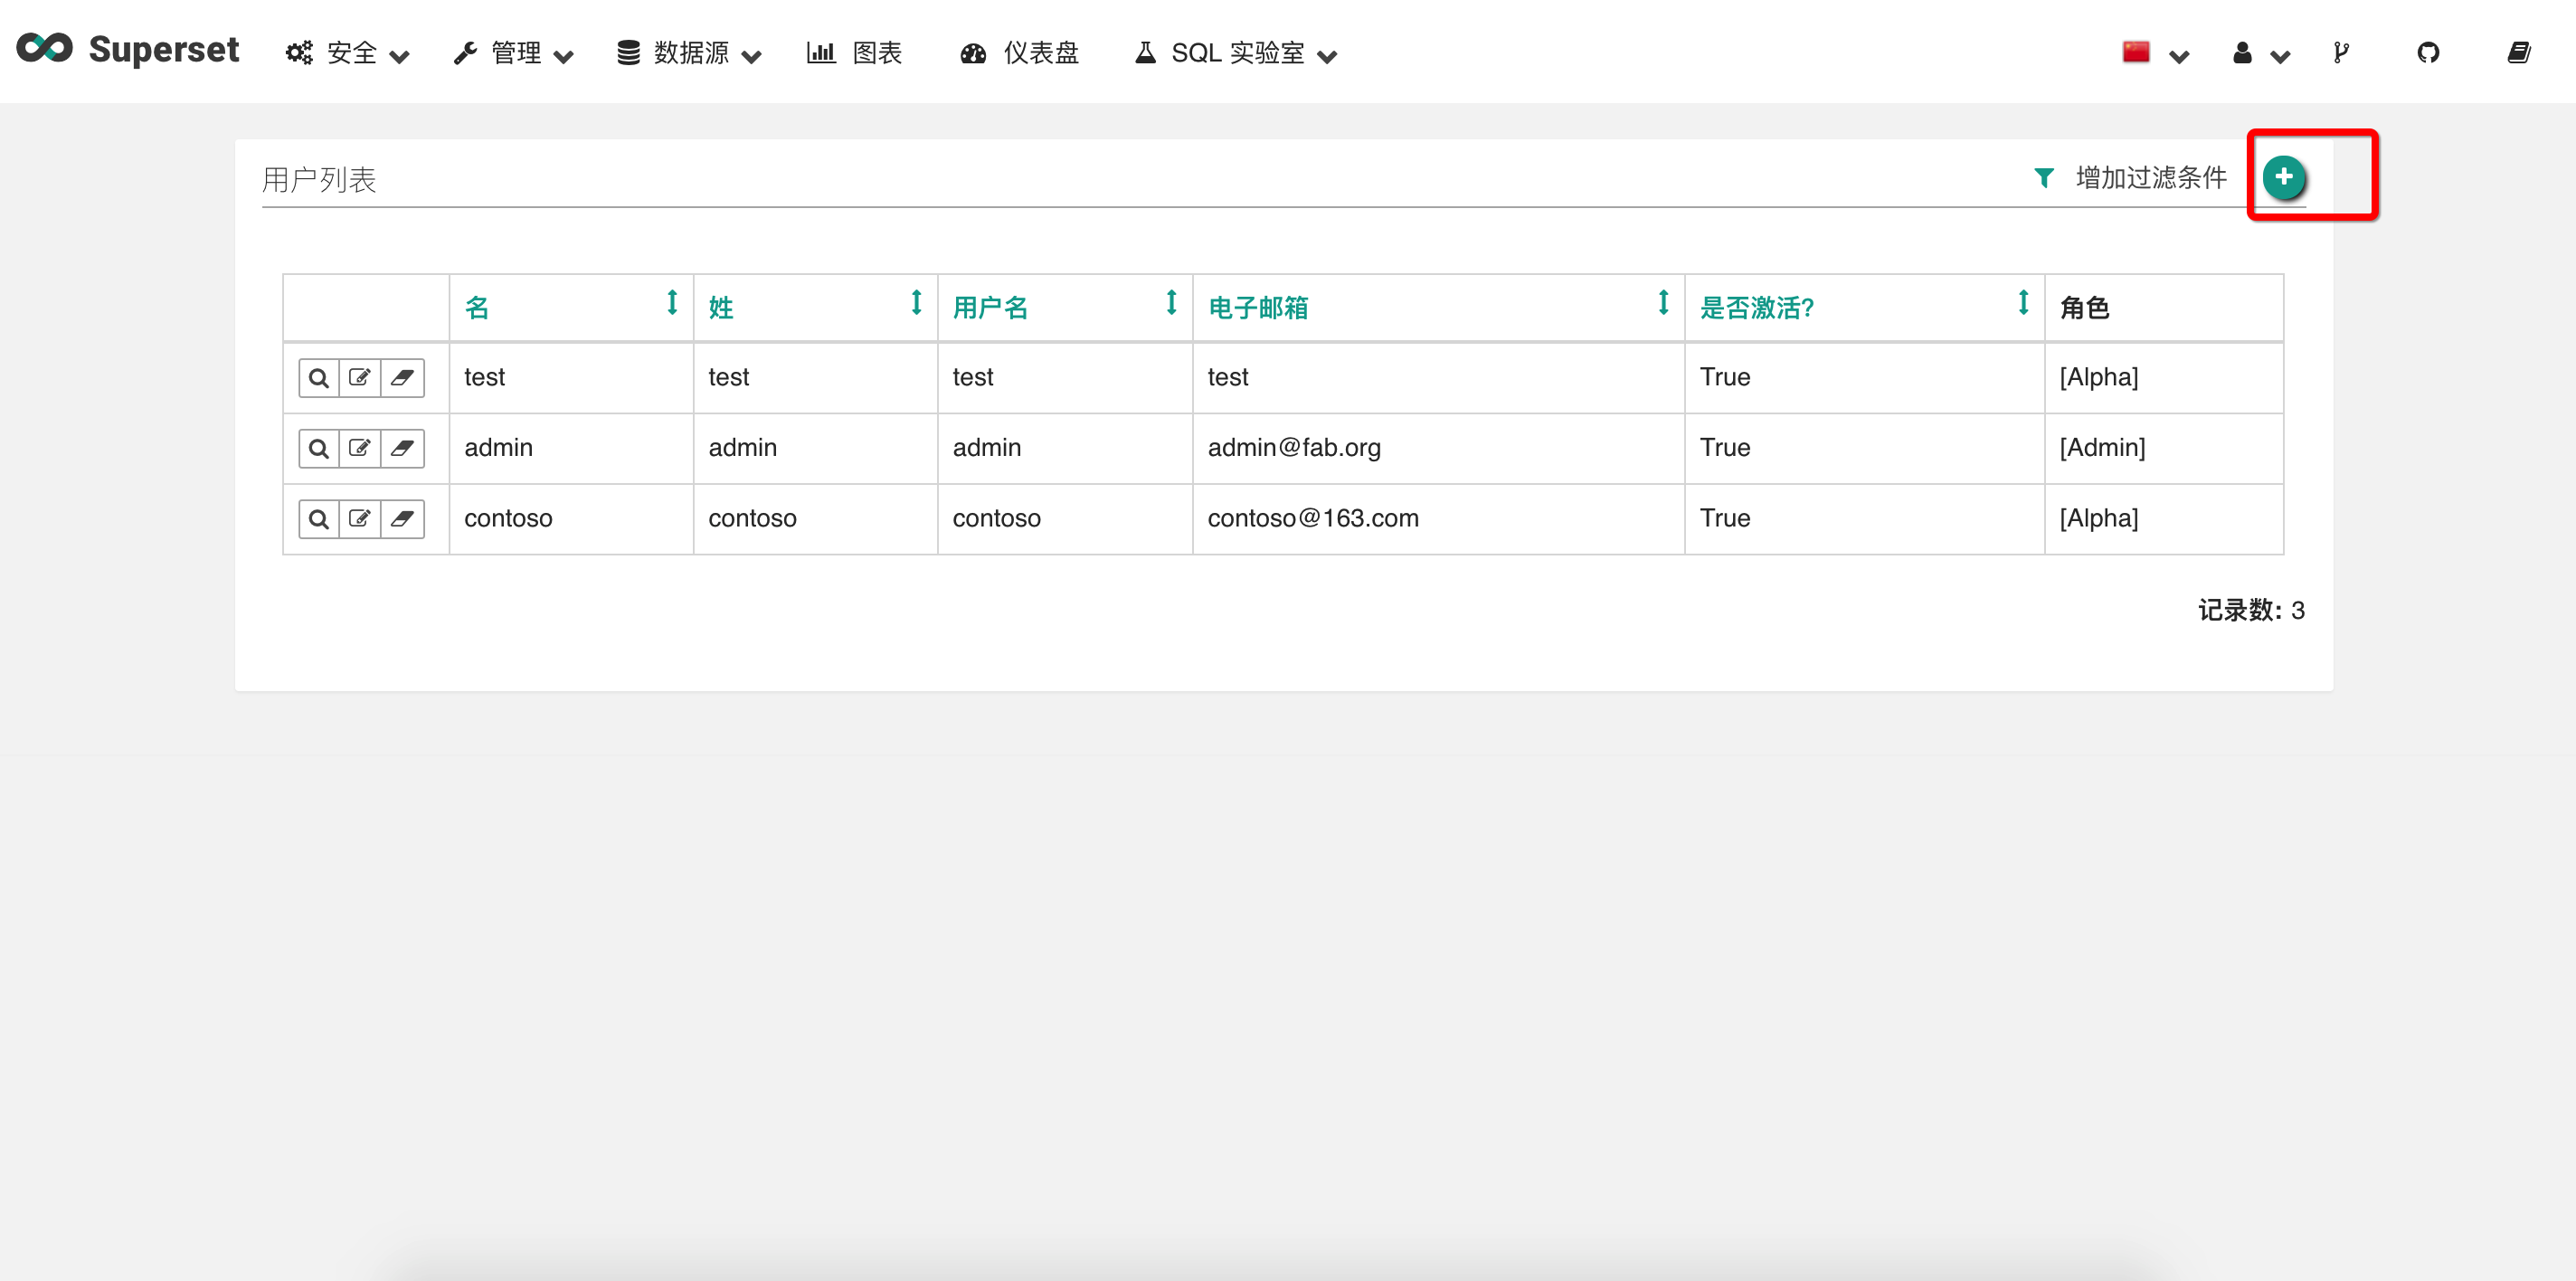 Superset 安全 管理 数据源 图表 仪表盘 SQL 实验室
用户列表 增加过滤条件
名 姓 用户名 电子邮箱 是否激活? 角色
test test test test True [Alpha]
admin admin admin admin@fab.org True [Admin]
contoso contoso contoso contoso@163.com True [Alpha]
记录数: 3